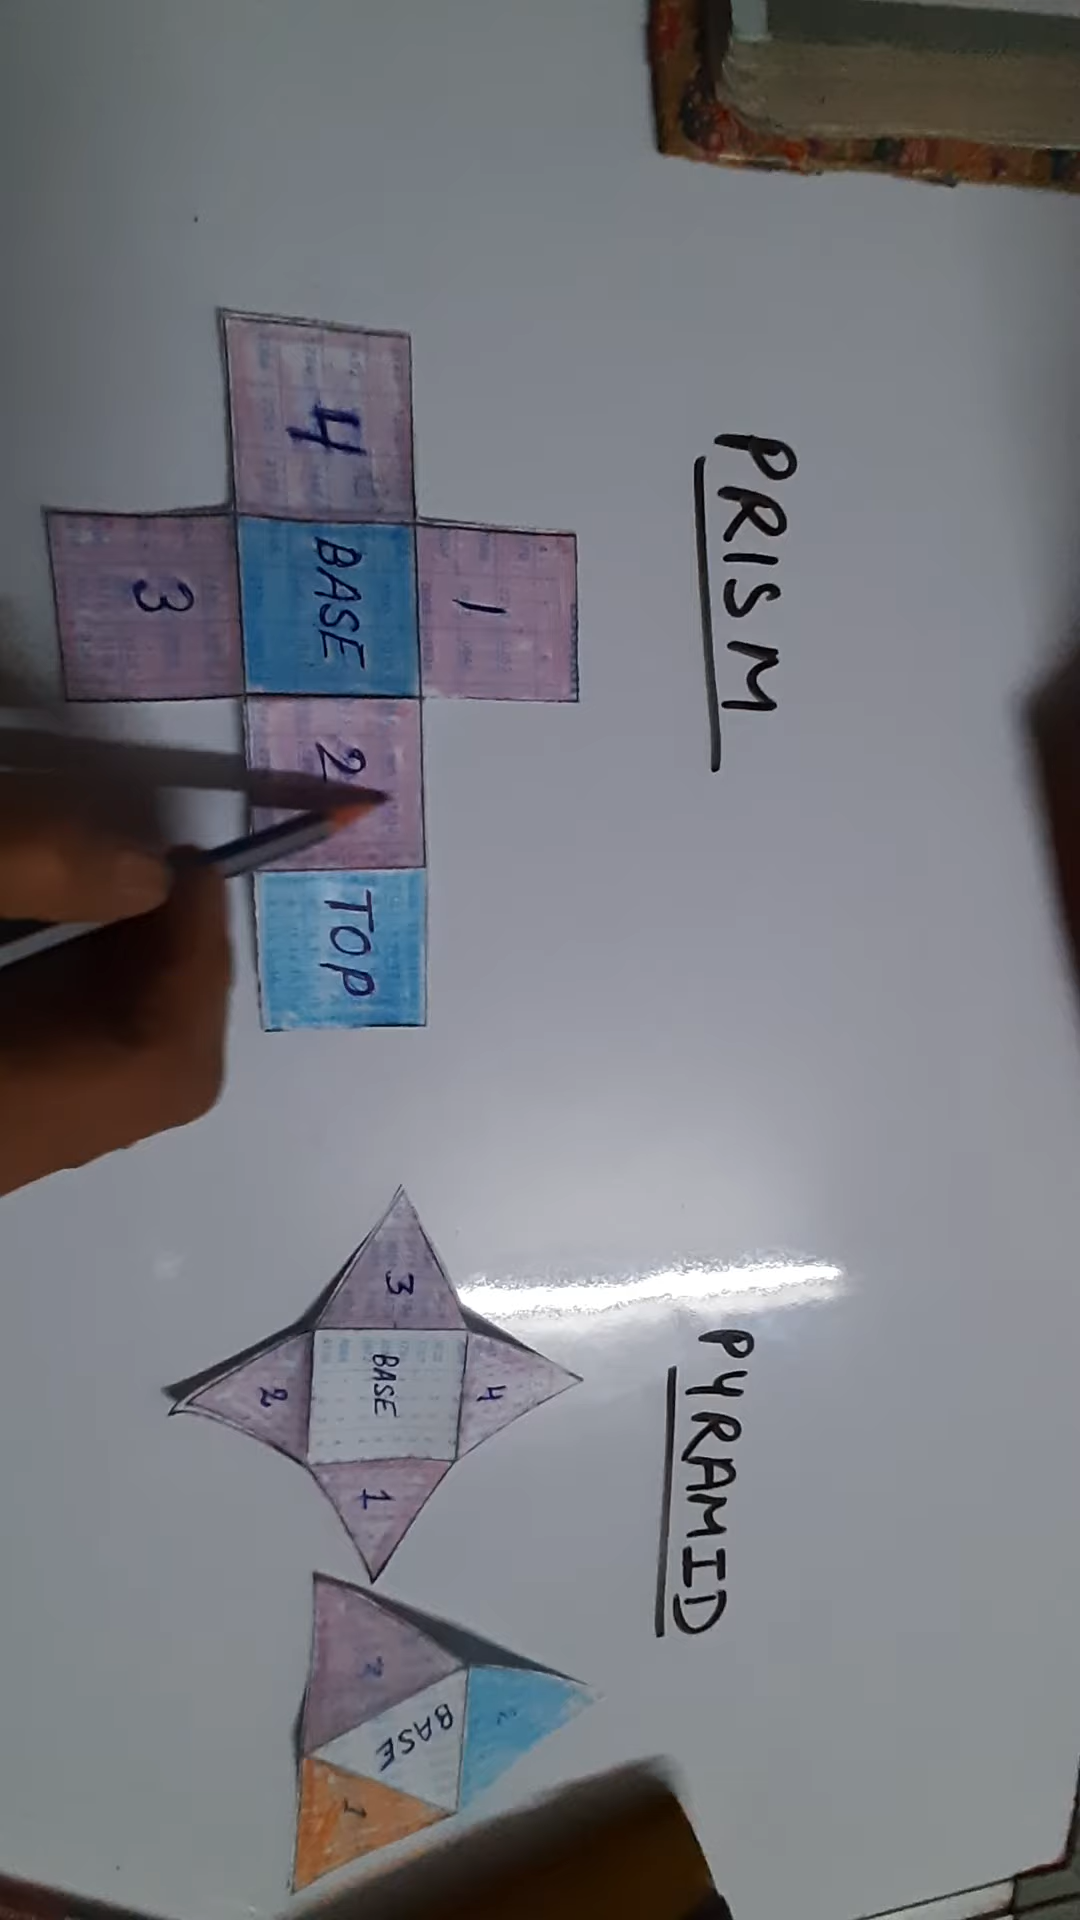 PRISM
PYRAMID
1
4 BASE 2 TOP
3
4
3 BASE 1
2
BASE
1